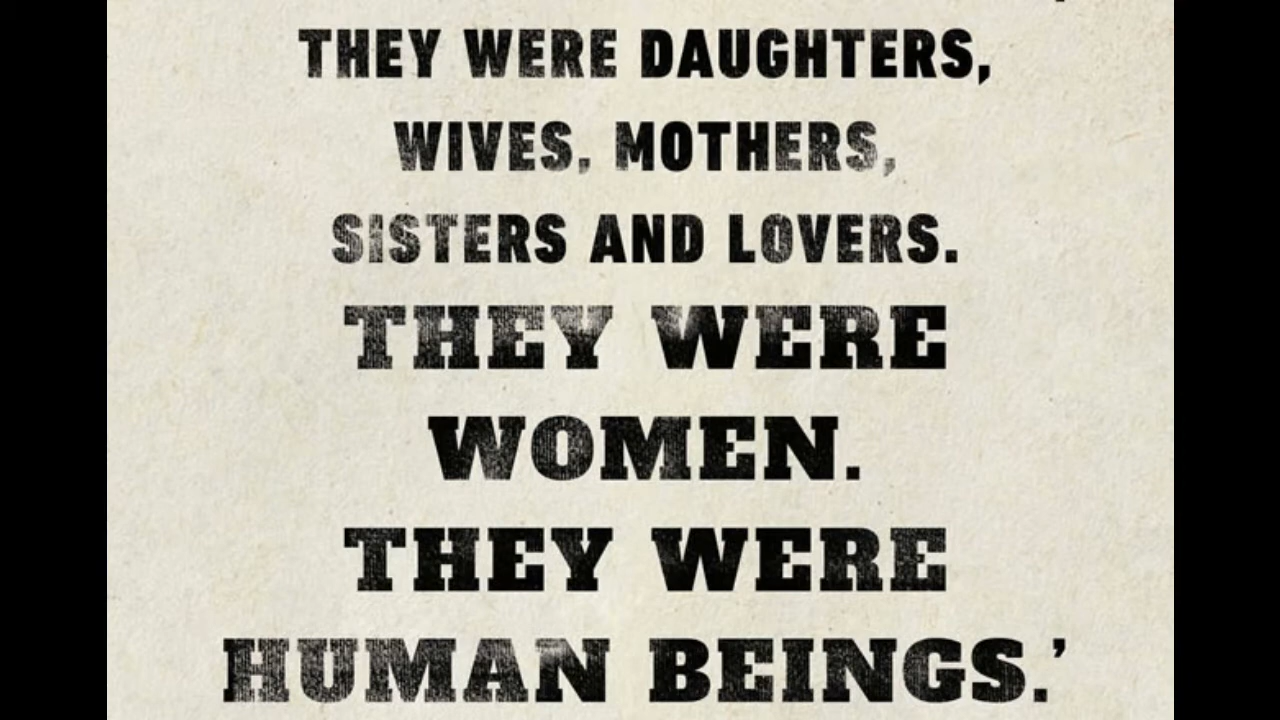 THEY WERE DAUGHTERS,
WIVES, MOTHERS,
SISTERS AND LOVERS.
THEY WERE
WOMEN.
THEY WERE
HUMAN BEINGS.’